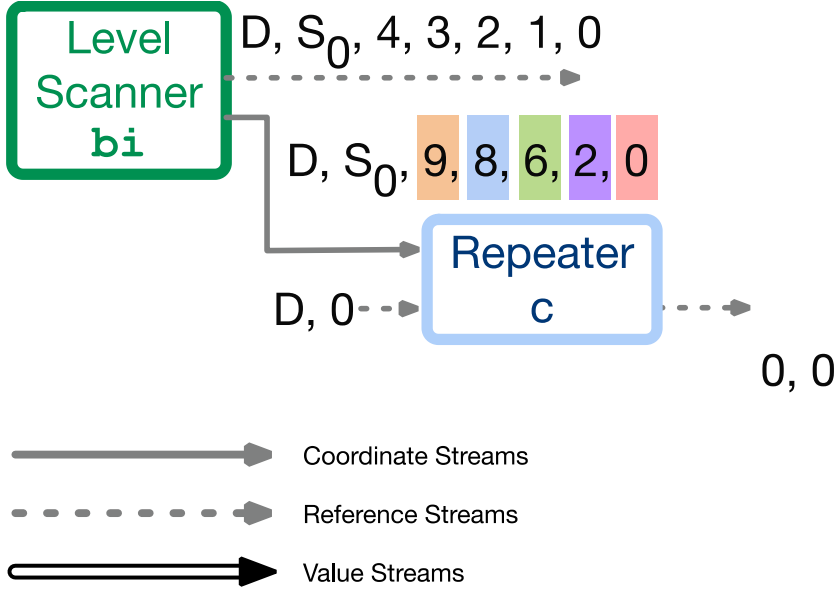 Level
Scanner
bi
D, S₀, 4, 3, 2, 1, 0
D, S₀, 9, 8, 6, 2, 0
Repeater
c
D, 0
0, 0
Coordinate Streams
Reference Streams
Value Streams